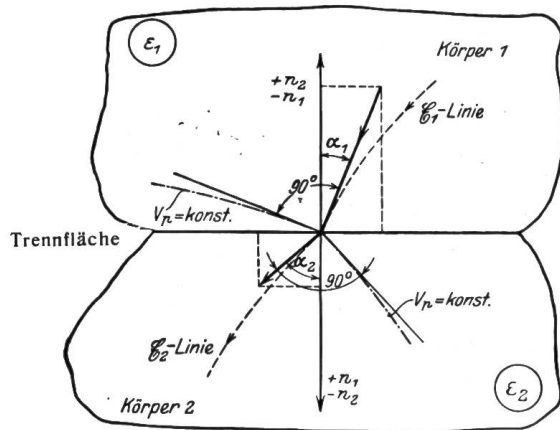 ε₁
Körper 1
+n₂
-n₁
𝔈₁-Linie
α₁
90°
Vₙ=konst.
Trennfläche
α₂
90°
Vₙ=konst.
𝔈₂-Linie
+n₁
-n₂
Körper 2
ε₂